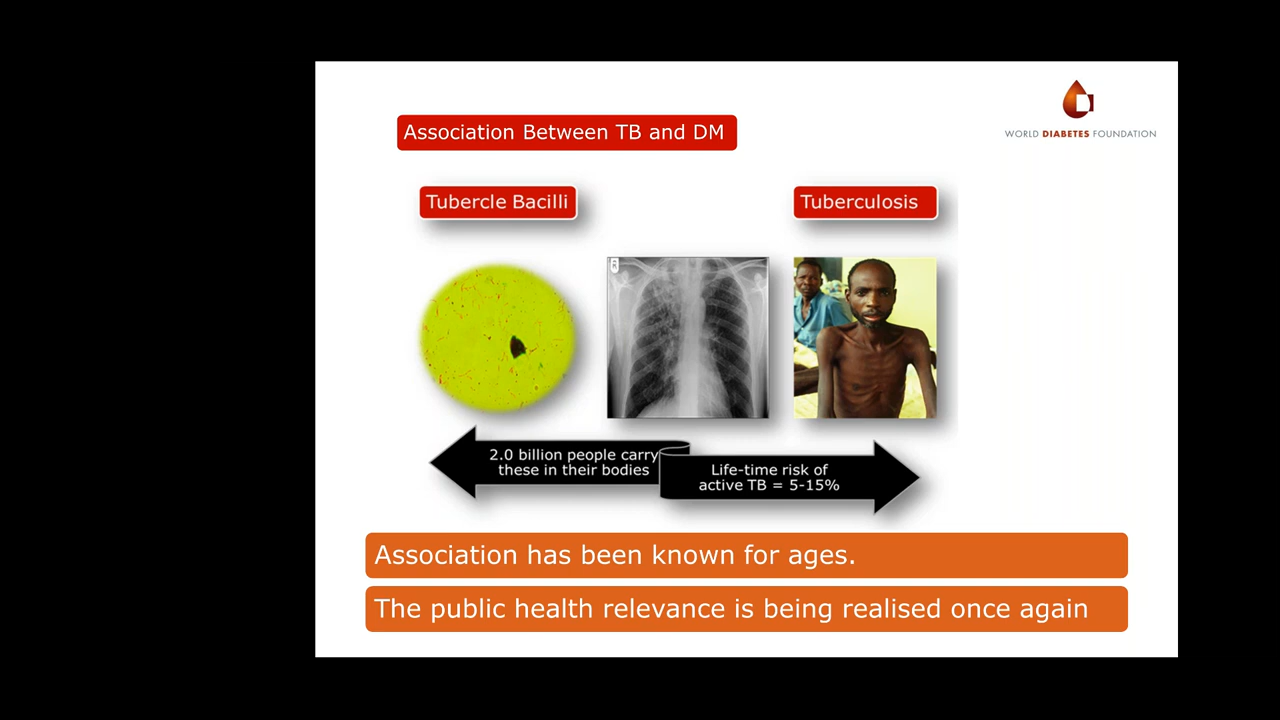 WORLD DIABETES FOUNDATION
Association Between TB and DM
Tubercle Bacilli
Tuberculosis
2.0 billion people carry
these in their bodies
Life-time risk of
active TB = 5-15%
Association has been known for ages.
The public health relevance is being realised once again